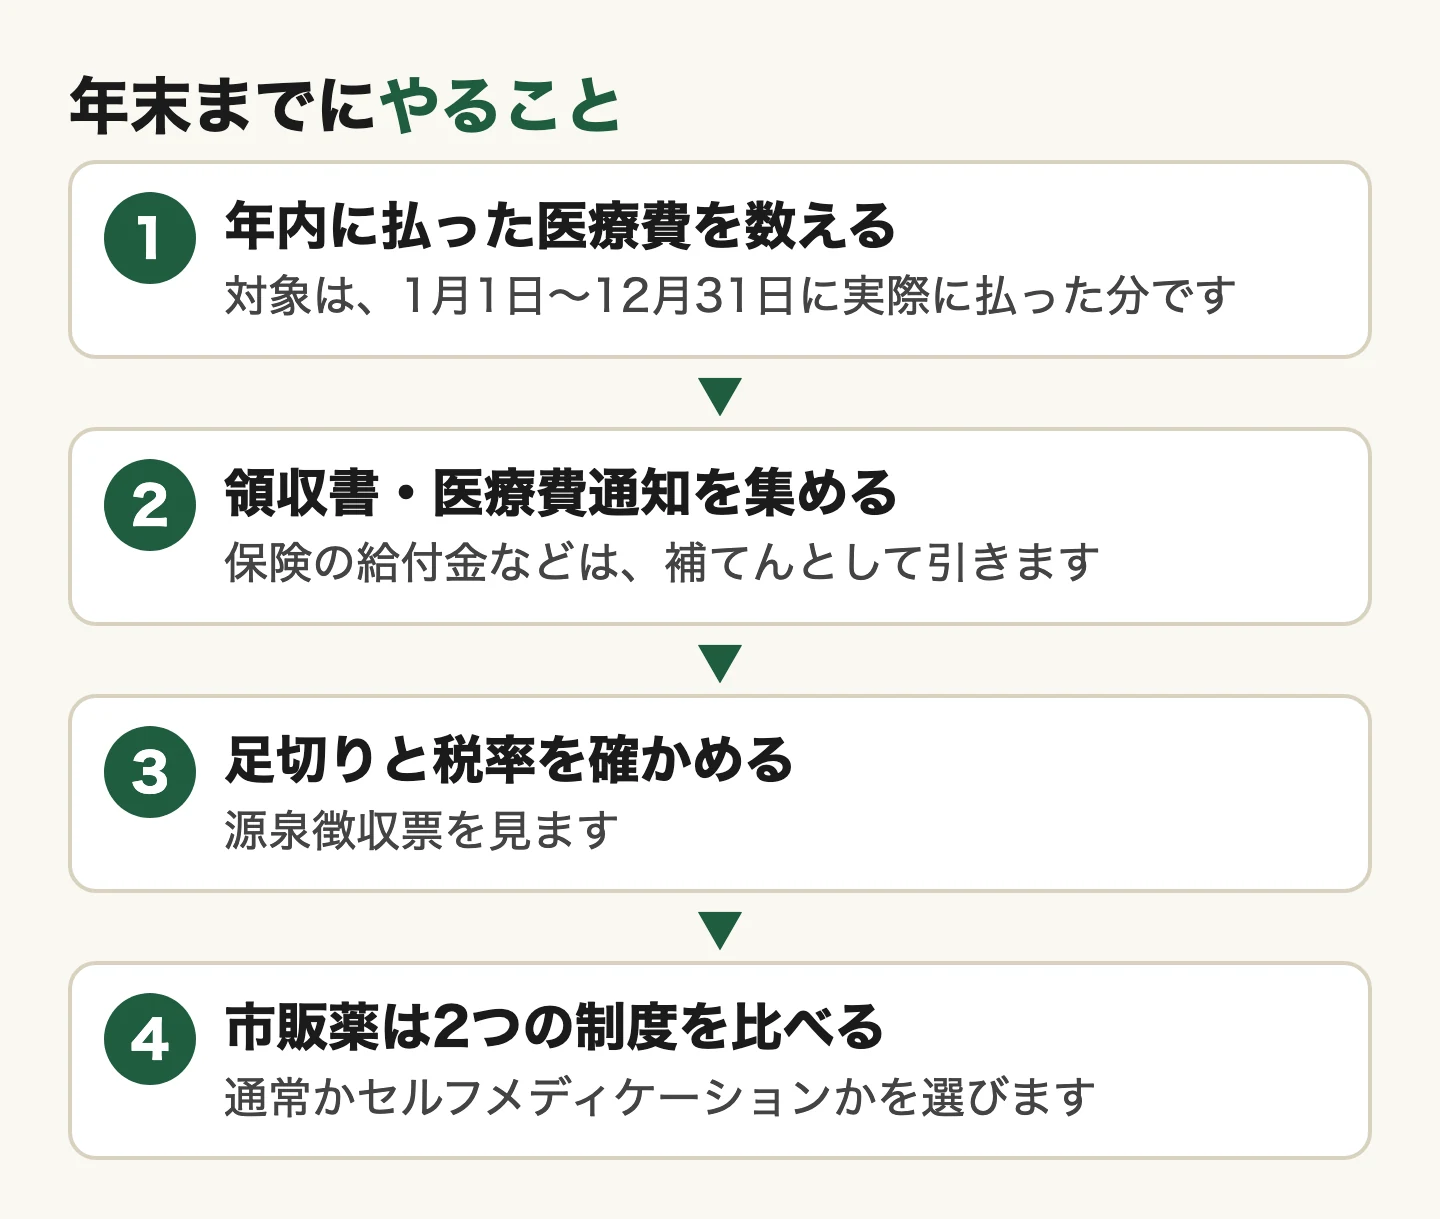 年末までにやること
1
年内に払った医療費を数える
対象は、1月1日〜12月31日に実際に払った分です
2
領収書・医療費通知を集める
保険の給付金などは、補てんとして引きます
3
足切りと税率を確かめる
源泉徴収票を見ます
4
市販薬は2つの制度を比べる
通常かセルフメディケーションかを選びます